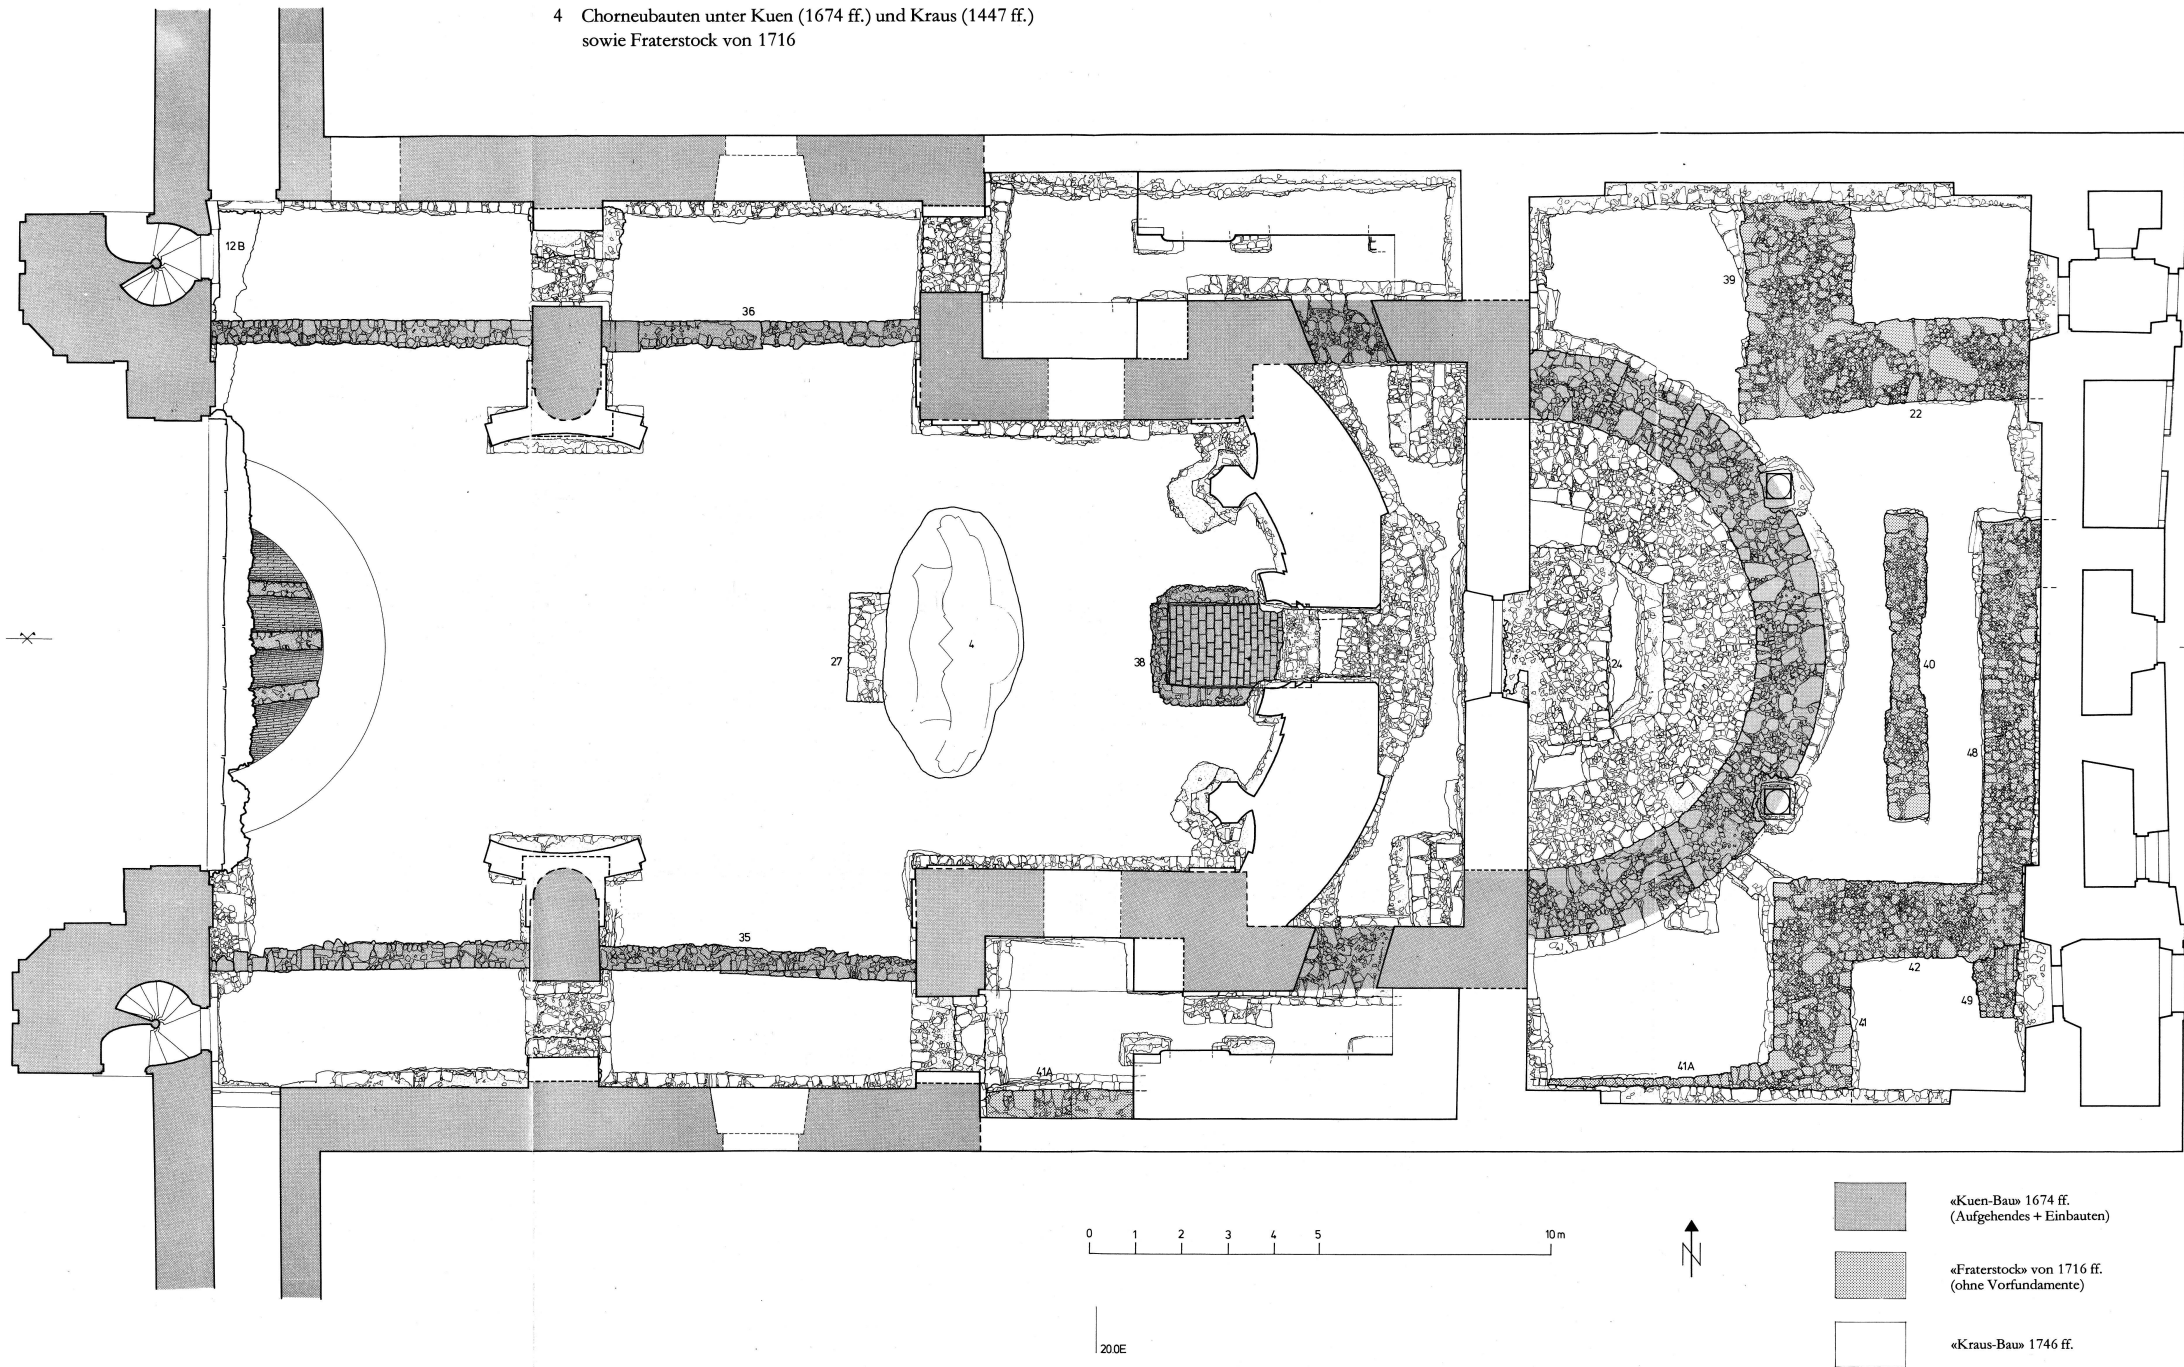 4 Chorneubauten unter Kuen (1674 ff.) und Kraus (1447 ff.)
sowie Fraterstock von 1716
12B
36
39
22
27
4
38
24
40
48
35
42
49
41
41A
41A
0 1 2 3 4 5 10 m
N
20.0E
«Kuen-Bau» 1674 ff.
(Aufgehendes + Einbauten)
«Fraterstock» von 1716 ff.
(ohne Vorfundamente)
«Kraus-Bau» 1746 ff.